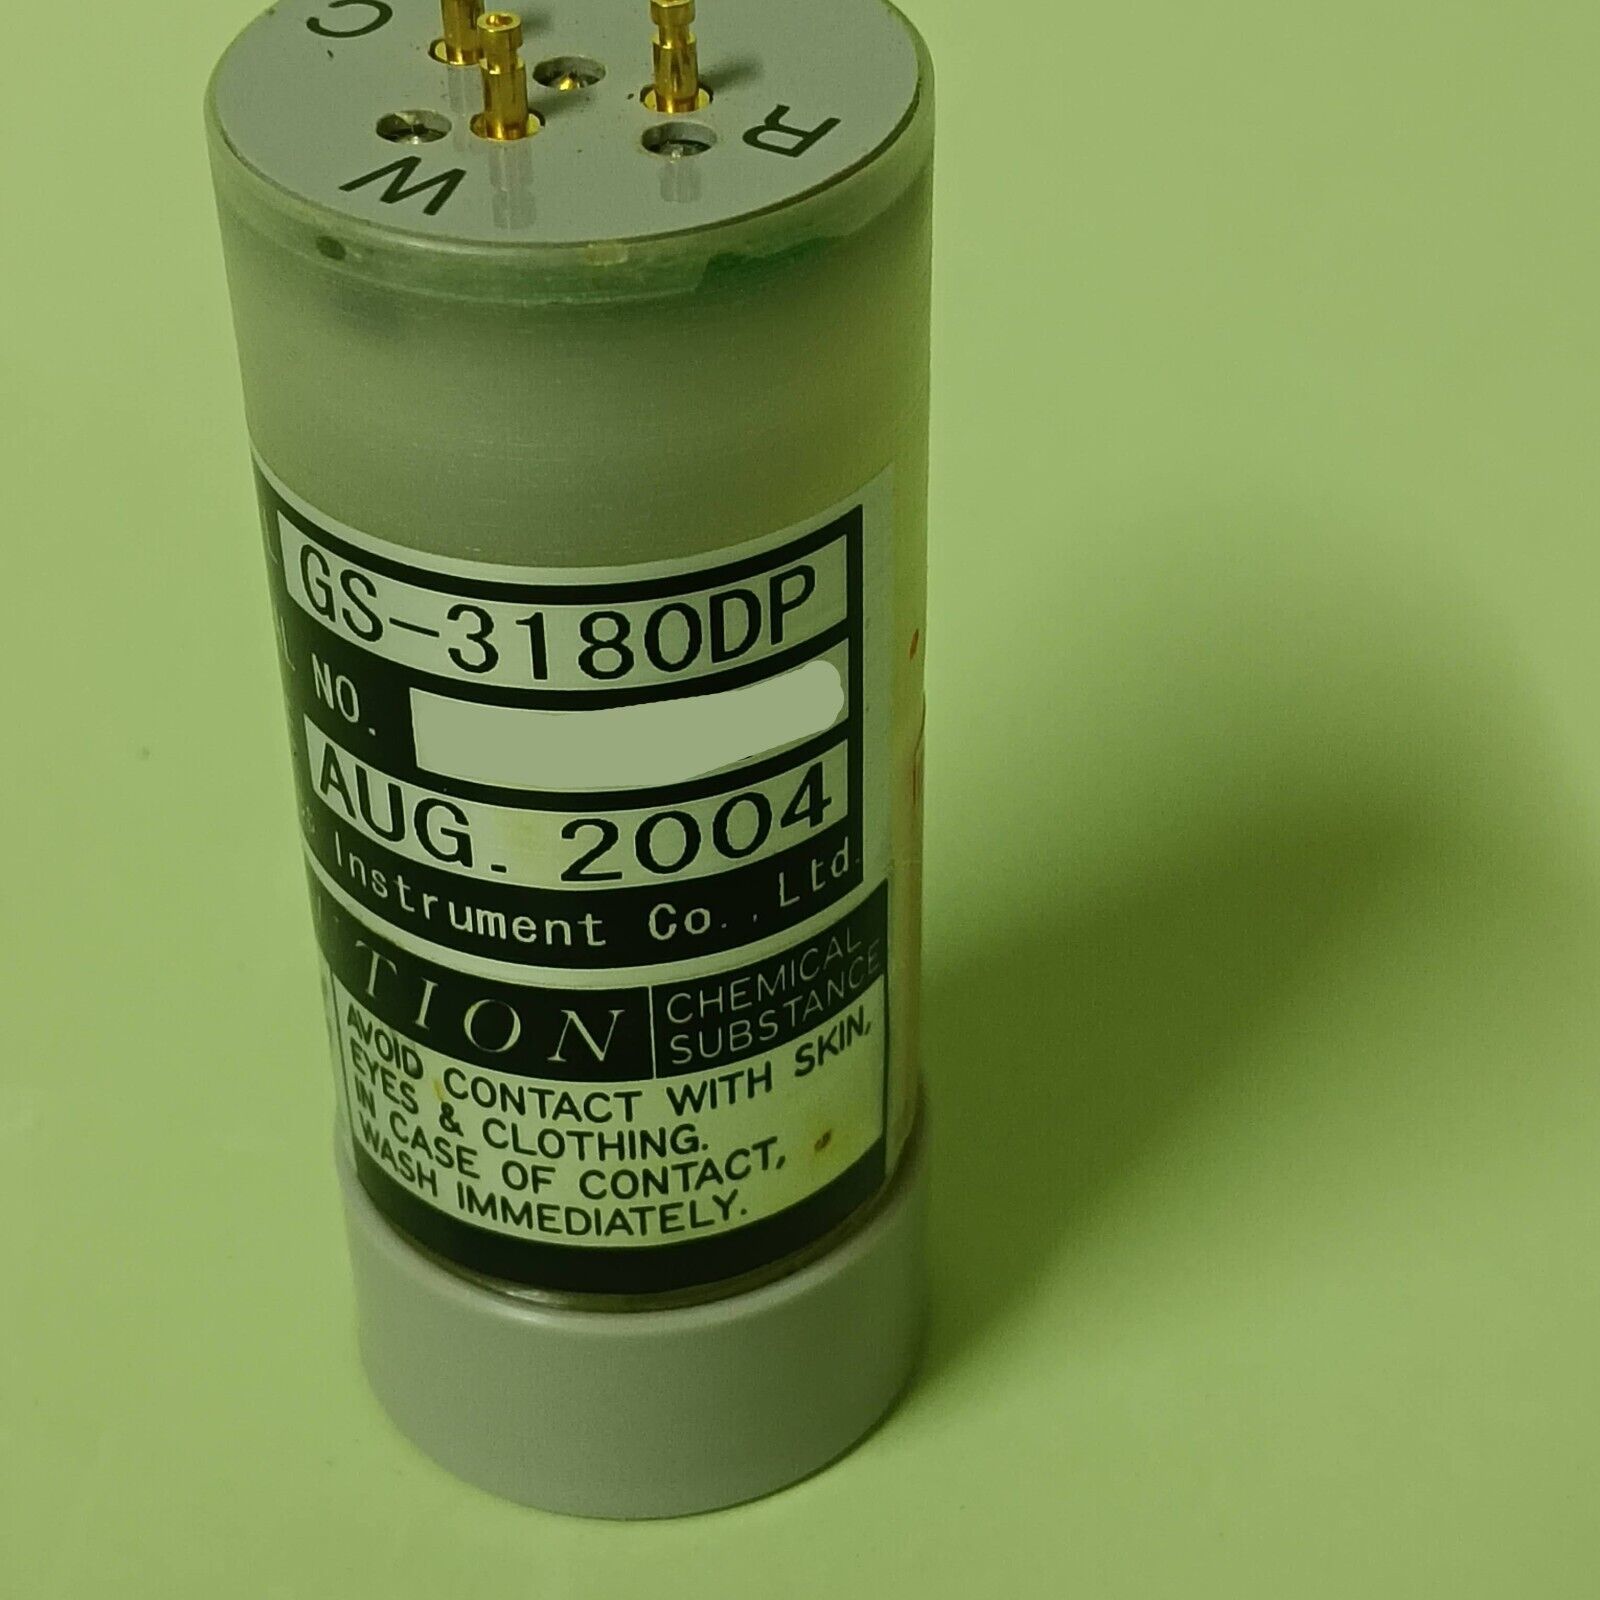 C
W
R
GS-3180DP
NO.
AUG. 2004
Instrument Co., Ltd.
TION CHEMICAL
SUBSTANCE
AVOID CONTACT WITH SKIN,
EYES & CLOTHING.
IN CASE OF CONTACT,
WASH IMMEDIATELY.